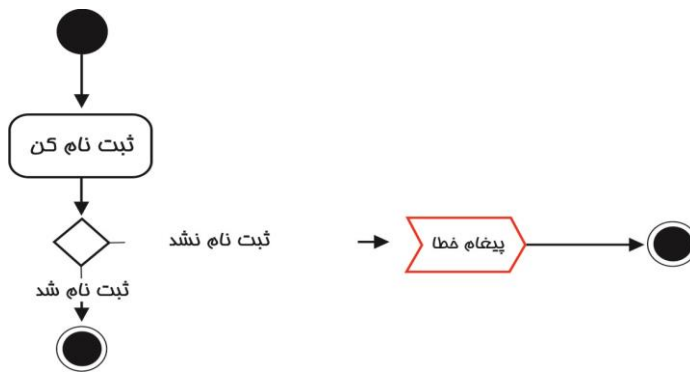 ثبت نام کن
ثبت نام نشد
پیغام خطا
ثبت نام شد